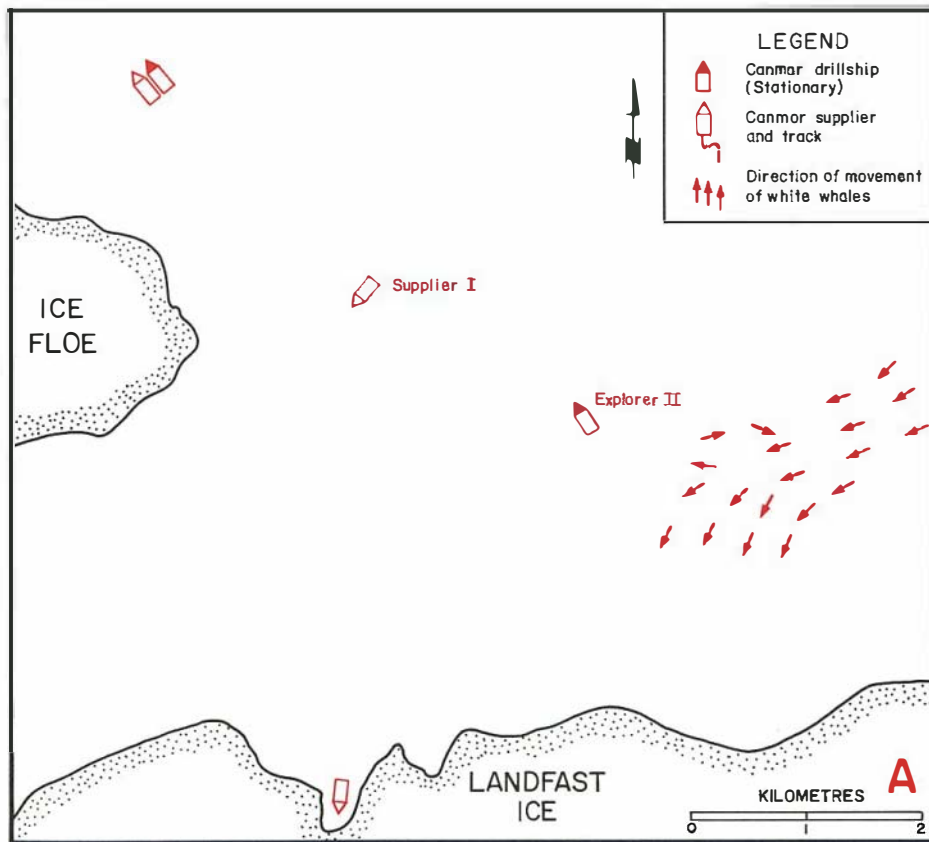 LEGEND
Canmar drillship
(Stationary)
Canmor supplier
and track
Direction of movement
of white whales
ICE
FLOE
Supplier I
Explorer II
LANDFAST
ICE
A
KILOMETRES
0 1 2